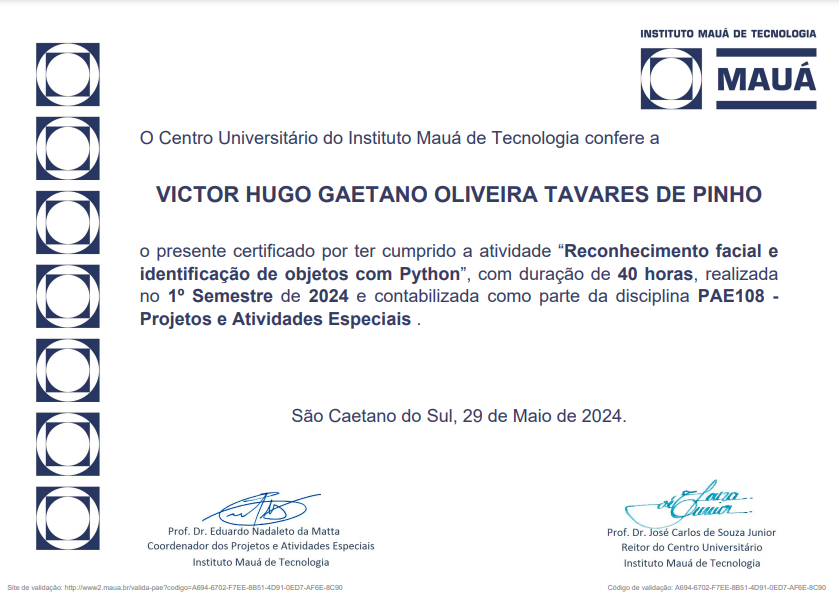 INSTITUTO MAUÁ DE TECNOLOGIA
MAUÁ
O Centro Universitário do Instituto Mauá de Tecnologia confere a
VICTOR HUGO GAETANO OLIVEIRA TAVARES DE PINHO
o presente certificado por ter cumprido a atividade “Reconhecimento facial e
identificação de objetos com Python”, com duração de 40 horas, realizada
no 1º Semestre de 2024 e contabilizada como parte da disciplina PAE108 -
Projetos e Atividades Especiais .
São Caetano do Sul, 29 de Maio de 2024.
Prof. Dr. Eduardo Nadaleto da Matta
Coordenador dos Projetos e Atividades Especiais
Instituto Mauá de Tecnologia
Souza
Junior
Prof. Dr. José Carlos de Souza Junior
Reitor do Centro Universitário
Instituto Mauá de Tecnologia
Site de validação: http://www2.maua.br/valida-pae?codigo=A694-6702-F7EE-8B51-4D91-0ED7-AF6E-8C90
Código de validação: A694-6702-F7EE-8B51-4D91-0ED7-AF6E-8C90